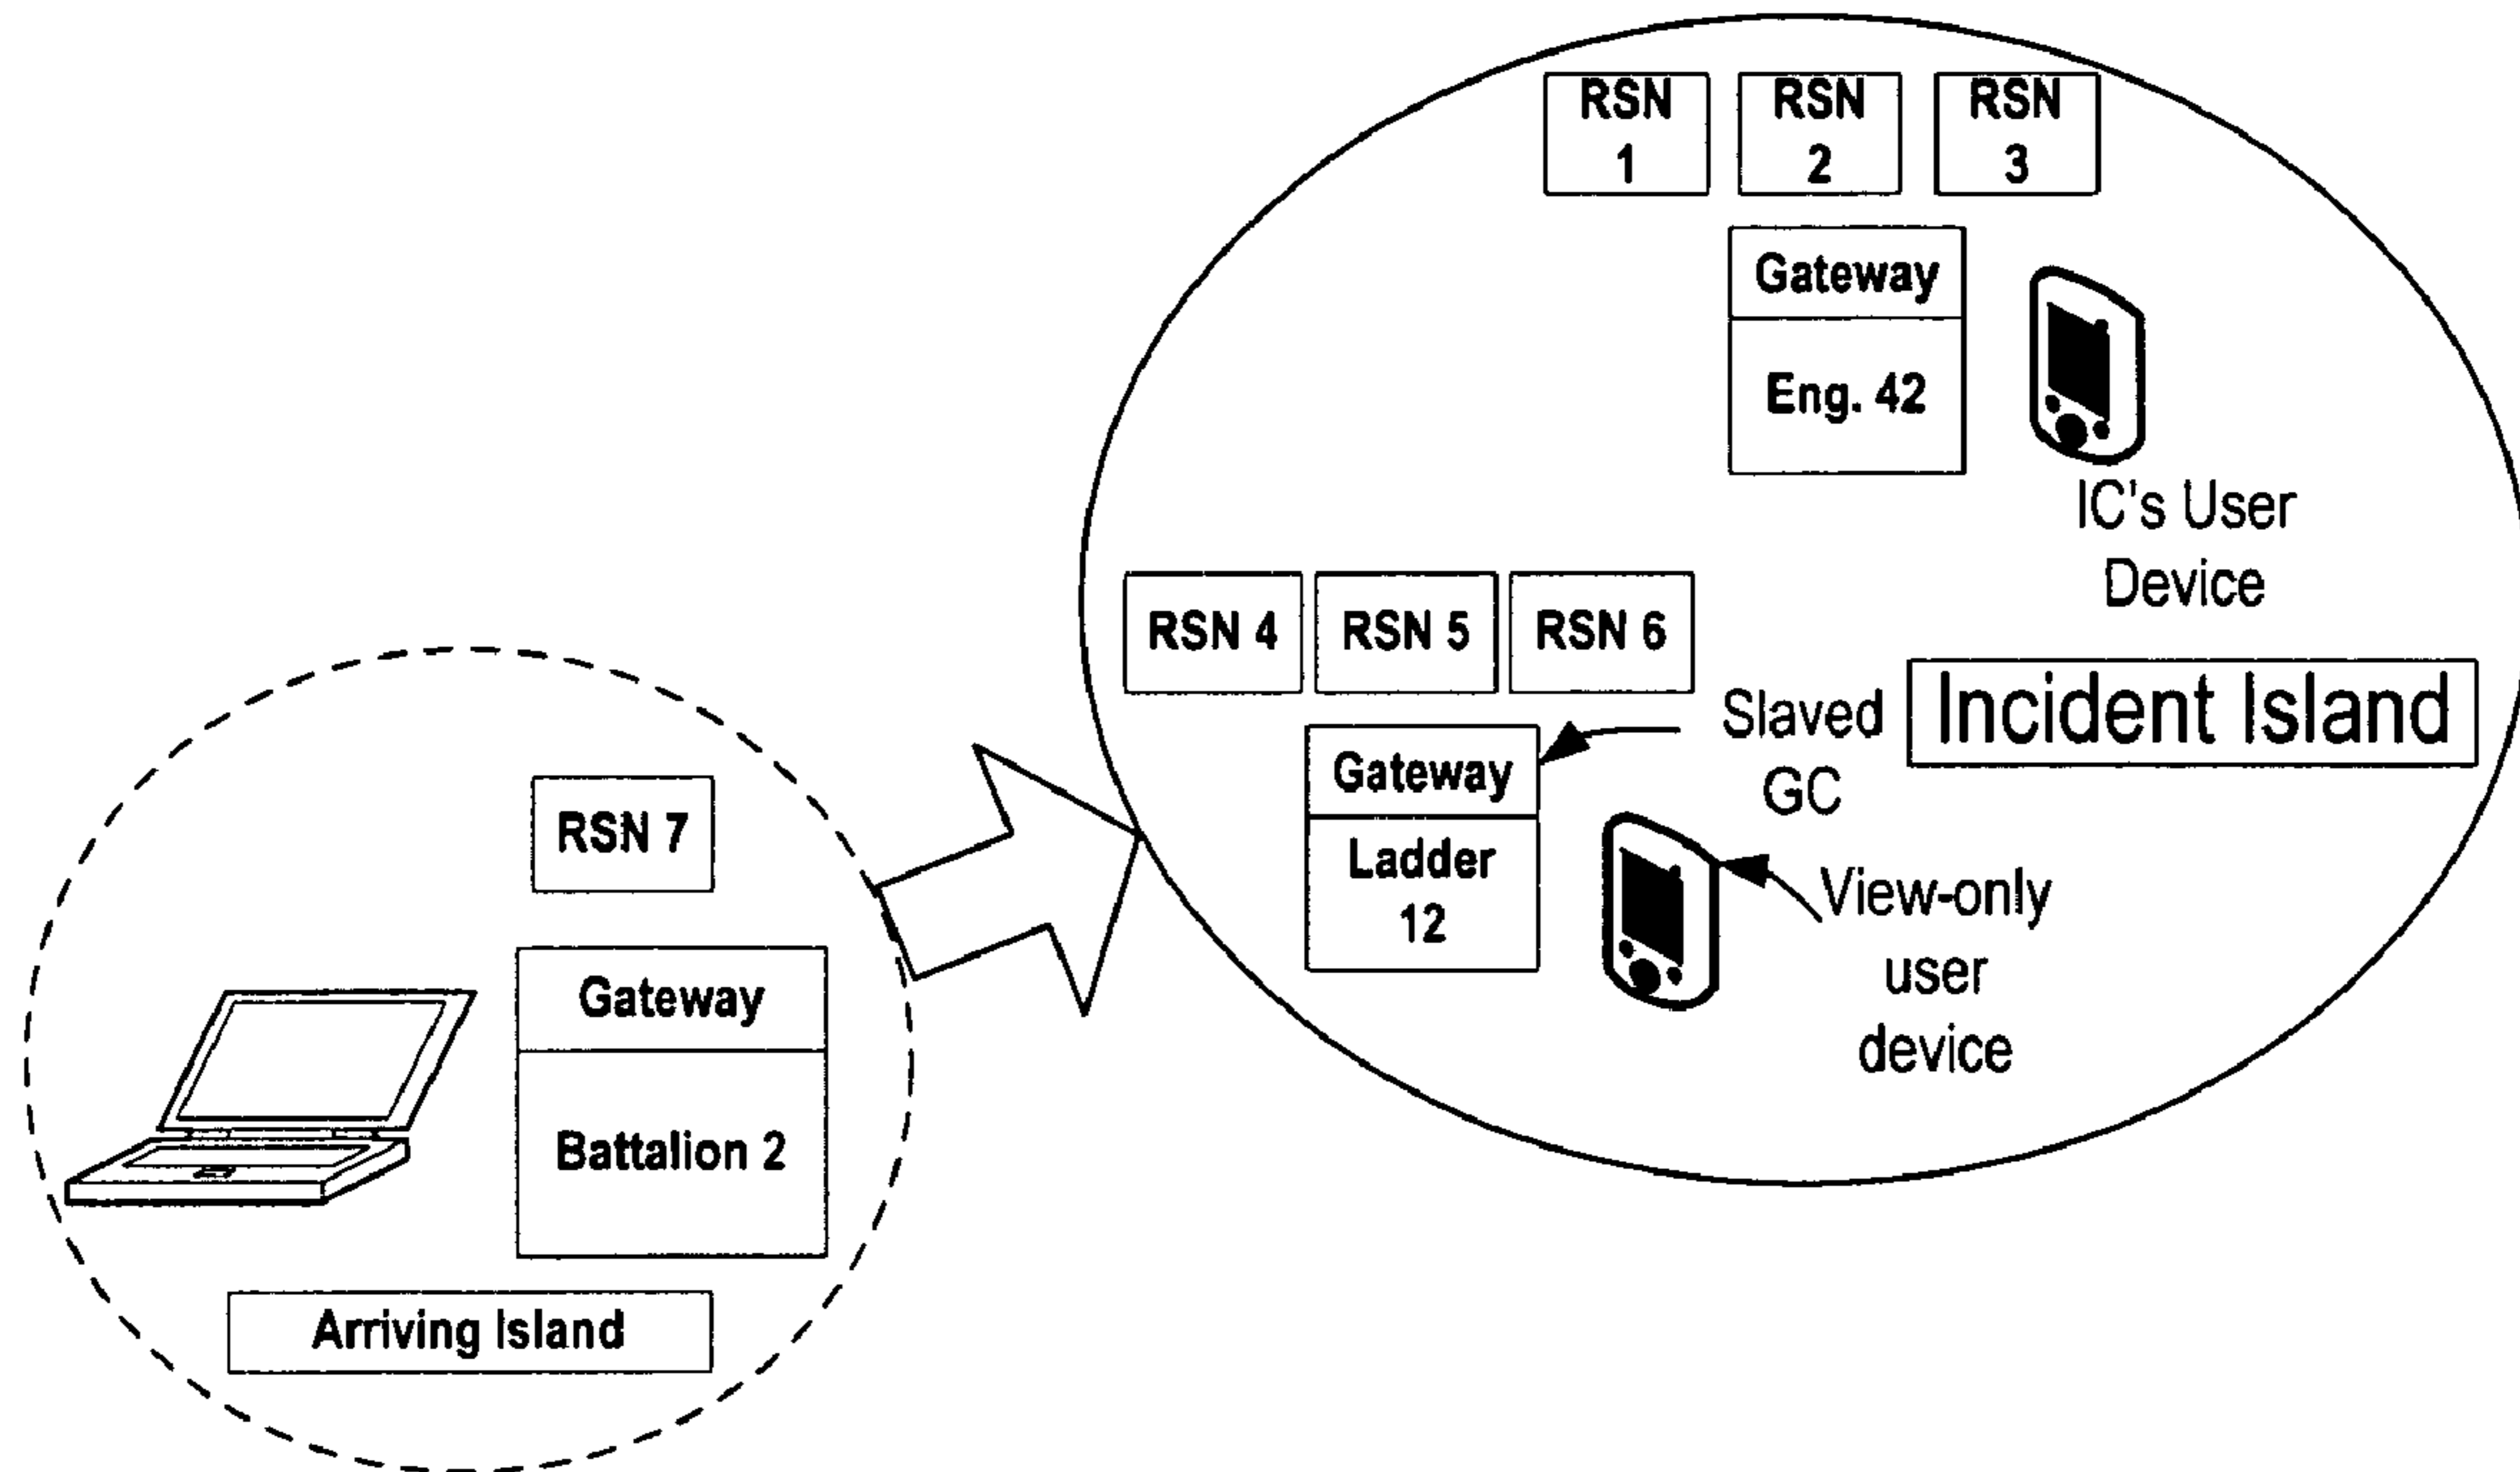 RSN
1
RSN
2
RSN
3
Gateway
Eng. 42
IC's User
Device
RSN 4
RSN 5
RSN 6
Slaved
GC
Incident Island
Gateway
Ladder
12
View-only
user
device
RSN 7
Gateway
Battalion 2
Arriving Island